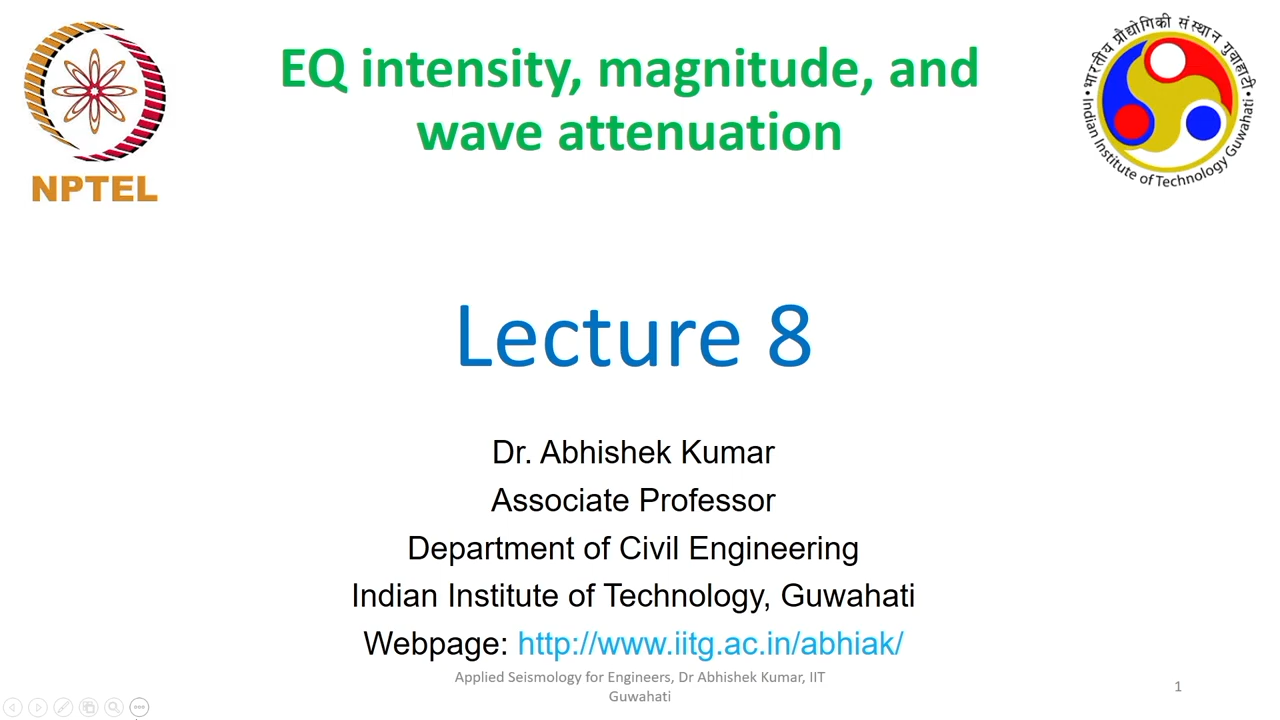 EQ intensity, magnitude, and
wave attenuation
NPTEL
भारतीय प्रौद्योगिकी संस्थान गुवाहाटी
Indian Institute of Technology Guwahati
Lecture 8
Dr. Abhishek Kumar
Associate Professor
Department of Civil Engineering
Indian Institute of Technology, Guwahati
Webpage: http://www.iitg.ac.in/abhiak/
Applied Seismology for Engineers, Dr Abhishek Kumar, IIT
Guwahati
1